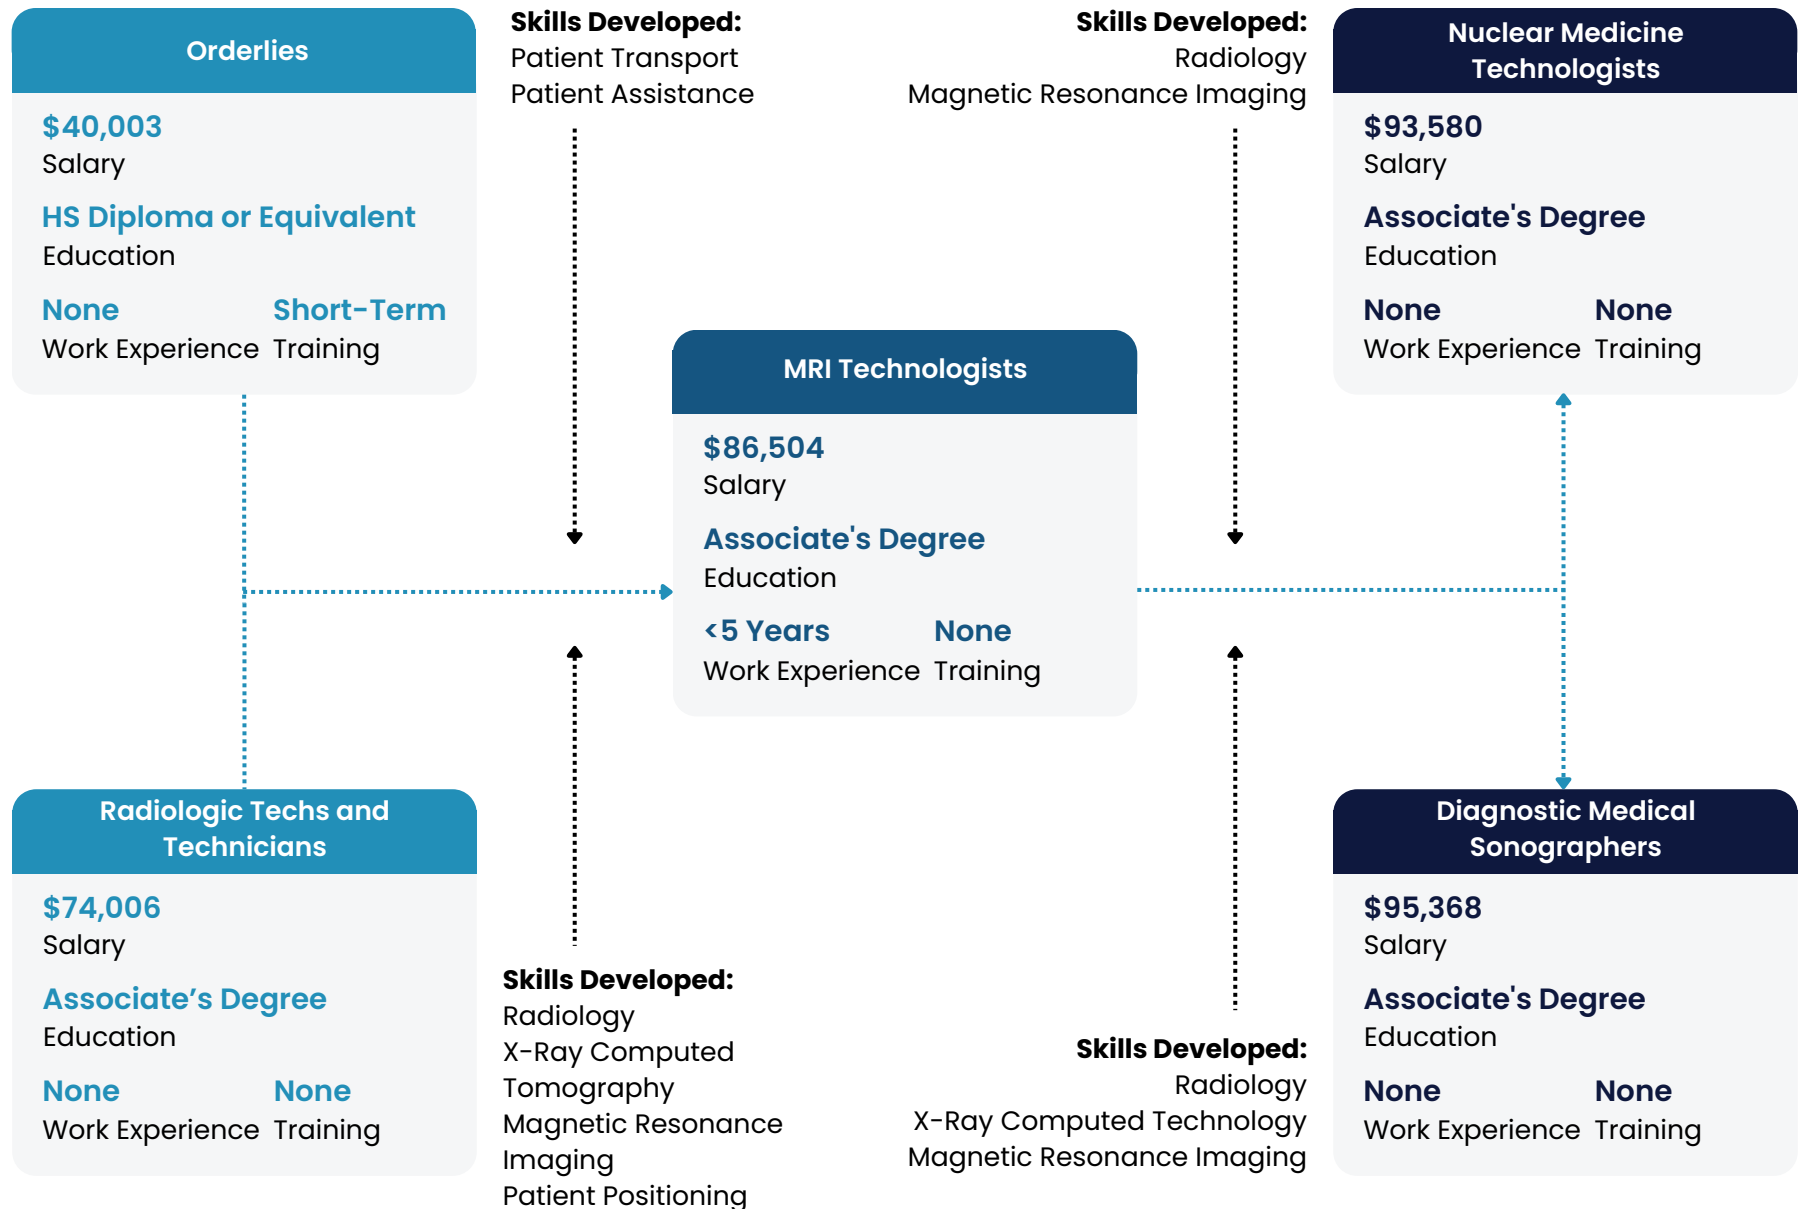 Orderlies
$40,003
Salary
HS Diploma or Equivalent
Education
None Short-Term
Work Experience Training
Skills Developed:
Patient Transport
Patient Assistance
Skills Developed:
Radiology
Magnetic Resonance Imaging
Nuclear Medicine
Technologists
$93,580
Salary
Associate's Degree
Education
None None
Work Experience Training
MRI Technologists
$86,504
Salary
Associate's Degree
Education
<5 Years None
Work Experience Training
Radiologic Techs and
Technicians
$74,006
Salary
Associate’s Degree
Education
None None
Work Experience Training
Skills Developed:
Radiology
X-Ray Computed
Tomography
Magnetic Resonance
Imaging
Patient Positioning
Skills Developed:
Radiology
X-Ray Computed Technology
Magnetic Resonance Imaging
Diagnostic Medical
Sonographers
$95,368
Salary
Associate's Degree
Education
None None
Work Experience Training